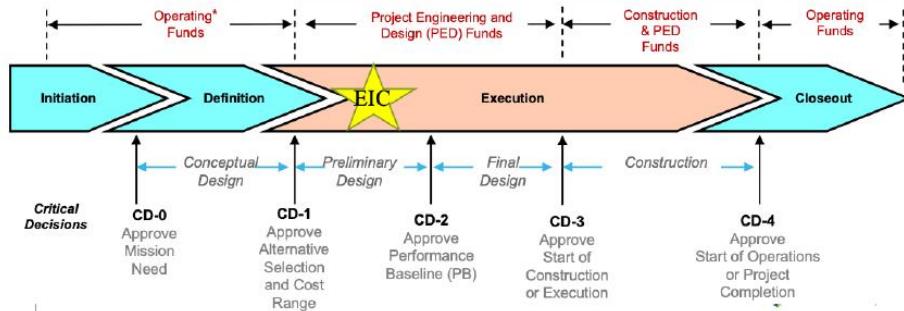 Operating*
Funds
Project Engineering and
Design (PED) Funds
Construction
& PED
Funds
Operating
Funds
Initiation
Definition
EIC
Execution
Closeout
Conceptual
Design
Preliminary
Design
Final
Design
Construction
Critical
Decisions
CD-0
Approve
Mission
Need
CD-1
Approve
Alternative
Selection
and Cost
Range
CD-2
Approve
Performance
Baseline (PB)
CD-3
Approve
Start of
Construction
or Execution
CD-4
Approve
Start of Operations
or Project
Completion